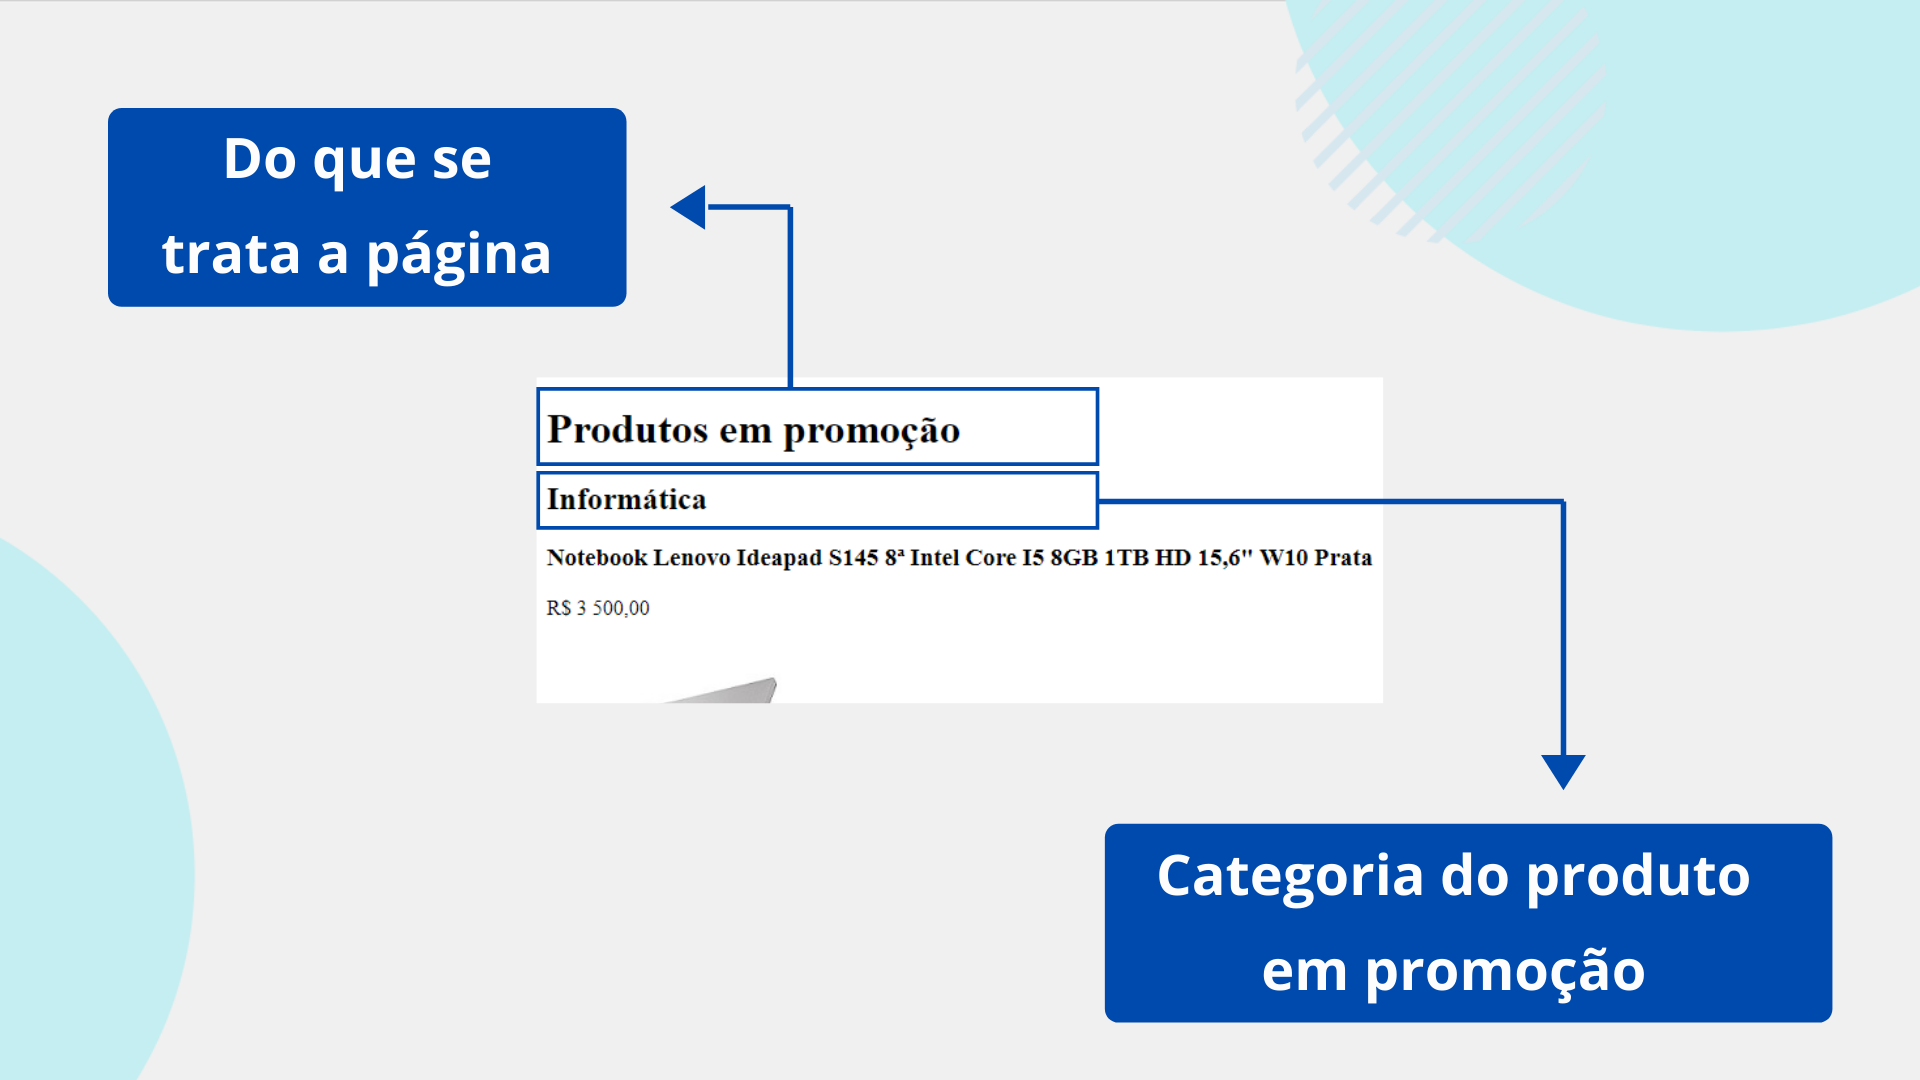 Do que se
trata a página
Produtos em promoção
Informática
Notebook Lenovo Ideapad S145 8ª Intel Core I5 8GB 1TB HD 15,6" W10 Prata
R$ 3 500,00
Categoria do produto
em promoção